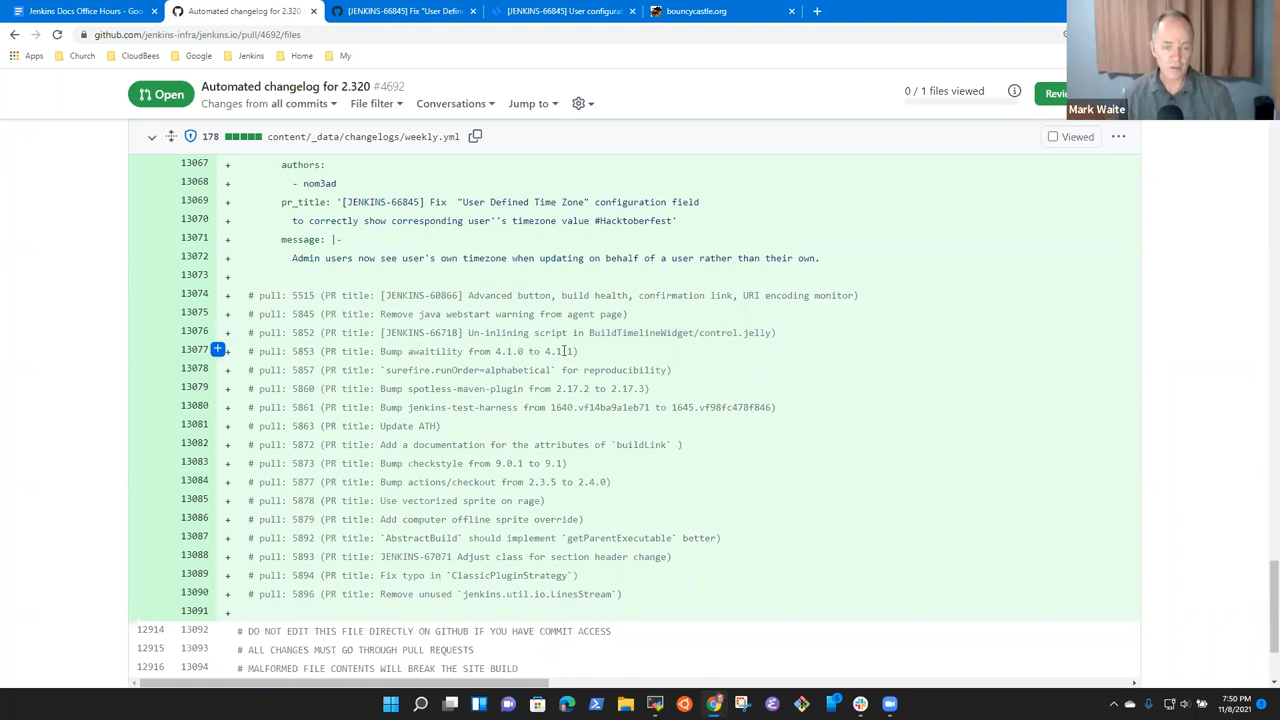 Jenkins Docs Office Hours - Goo
Automated changelog for 2.320
[JENKINS-66845] Fix "User Define
[JENKINS-66845] User configurat
bouncycastle.org
github.com/jenkins-infra/jenkins.io/pull/4692/files
Apps
Church
CloudBees
Google
Jenkins
Home
My
Open
Automated changelog for 2.320 #4692
Changes from all commits
File filter
Conversations
Jump to
0 / 1 files viewed
Mark Waite
178
content/_data/changelogs/weekly.yml
Viewed
13067 + authors:
13068 + - nom3ad
13069 + pr_title: '[JENKINS-66845] Fix "User Defined Time Zone" configuration field
13070 + to correctly show corresponding user''s timezone value #Hacktoberfest'
13071 + message: |-
13072 + Admin users now see user's own timezone when updating on behalf of a user rather than their own.
13073 +
13074 + # pull: 5515 (PR title: [JENKINS-60866] Advanced button, build health, confirmation link, URI encoding monitor)
13075 + # pull: 5845 (PR title: Remove java webstart warning from agent page)
13076 + # pull: 5852 (PR title: [JENKINS-66718] Un-inlining script in BuildTimelineWidget/control.jelly)
13077 + # pull: 5853 (PR title: Bump awaitility from 4.1.0 to 4.1.1)
13078 + # pull: 5857 (PR title: `surefire.runOrder=alphabetical` for reproducibility)
13079 + # pull: 5860 (PR title: Bump spotless-maven-plugin from 2.17.2 to 2.17.3)
13080 + # pull: 5861 (PR title: Bump jenkins-test-harness from 1640.vf14ba9a1eb71 to 1645.vf98fc478f846)
13081 + # pull: 5863 (PR title: Update ATH)
13082 + # pull: 5872 (PR title: Add a documentation for the attributes of `buildLink` )
13083 + # pull: 5873 (PR title: Bump checkstyle from 9.0.1 to 9.1)
13084 + # pull: 5877 (PR title: Bump actions/checkout from 2.3.5 to 2.4.0)
13085 + # pull: 5878 (PR title: Use vectorized sprite on rage)
13086 + # pull: 5879 (PR title: Add computer offline sprite override)
13087 + # pull: 5892 (PR title: `AbstractBuild` should implement `getParentExecutable` better)
13088 + # pull: 5893 (PR title: JENKINS-67071 Adjust class for section header change)
13089 + # pull: 5894 (PR title: Fix typo in `ClassicPluginStrategy`)
13090 + # pull: 5896 (PR title: Remove unused `jenkins.util.io.LinesStream`)
13091 +
12914 13092 # DO NOT EDIT THIS FILE DIRECTLY ON GITHUB IF YOU HAVE COMMIT ACCESS
12915 13093 # ALL CHANGES MUST GO THROUGH PULL REQUESTS
12916 13094 # MALFORMED FILE CONTENTS WILL BREAK THE SITE BUILD
7:50 PM
11/8/2021